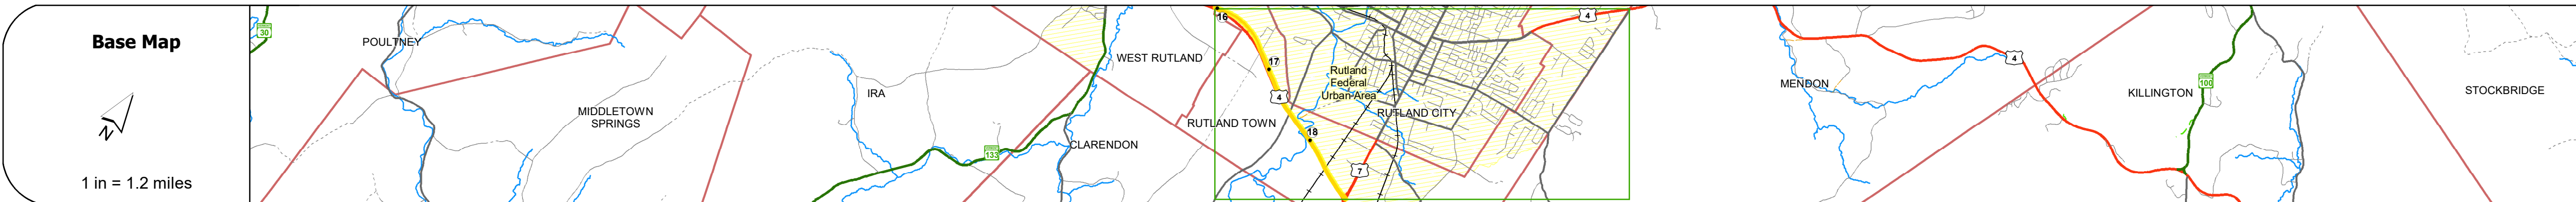 Base Map
N
1 in = 1.2 miles
30
POULTNEY
MIDDLETOWN
SPRINGS
IRA
133
WEST RUTLAND
CLARENDON
16
17
4
18
RUTLAND TOWN
Rutland
Federal
Urban Area
RUTLAND CITY
7
4
MENDON
4
KILLINGTON
100
STOCKBRIDGE